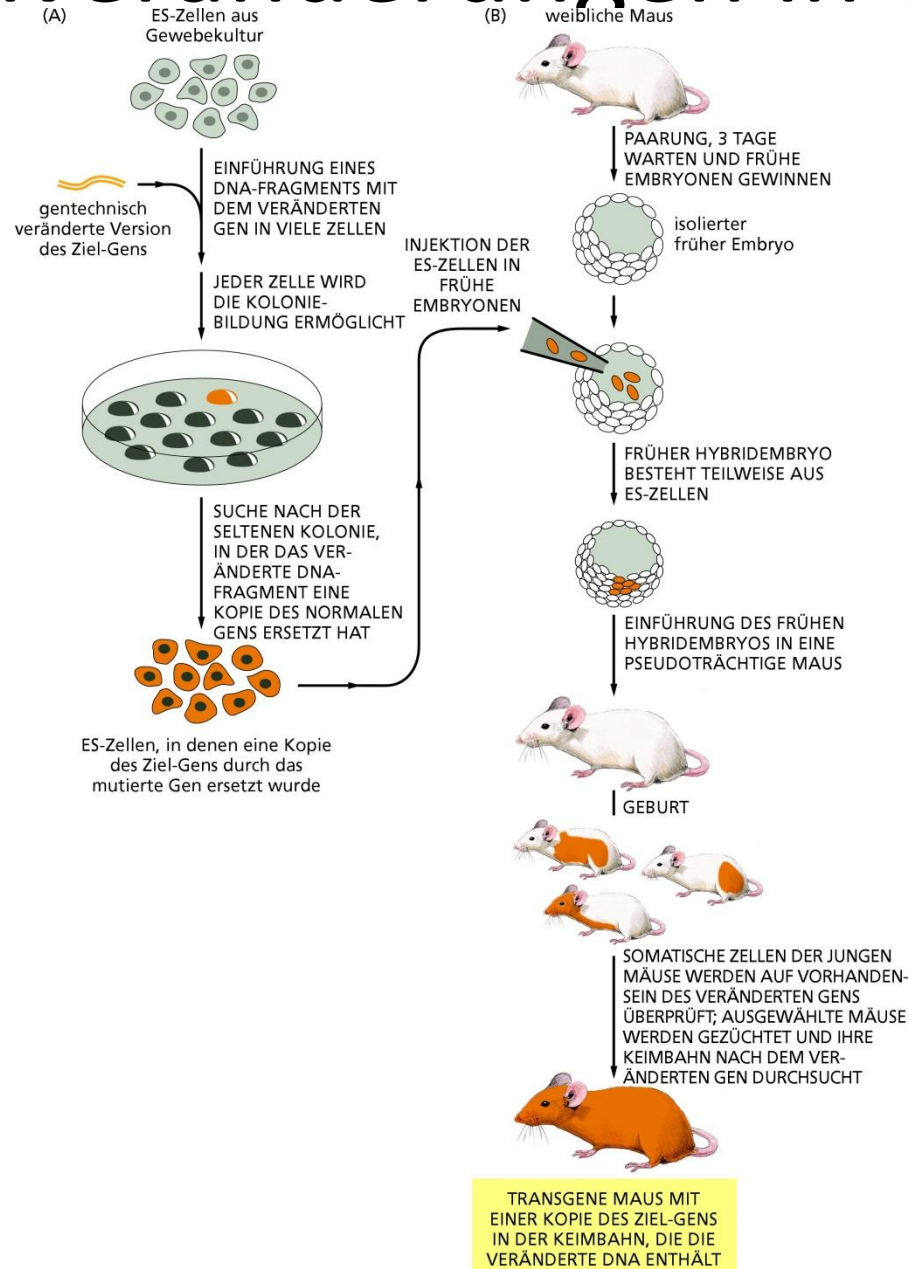 (A)
ES-Zellen aus
Gewebekultur
EINFÜHRUNG EINES
DNA-FRAGMENTS MIT
DEM VERÄNDERTEN
GEN IN VIELE ZELLEN
gentechnisch
veränderte Version
des Ziel-Gens
JEDER ZELLE WIRD
DIE KOLONIE-
BILDUNG ERMÖGLICHT
SUCHE NACH DER
SELTENEN KOLONIE,
IN DER DAS VER-
ÄNDERTE DNA-
FRAGMENT EINE
KOPIE DES NORMALEN
GENS ERSETZT HAT
ES-Zellen, in denen eine Kopie
des Ziel-Gens durch das
mutierte Gen ersetzt wurde
(B)
weibliche Maus
PAARUNG, 3 TAGE
WARTEN UND FRÜHE
EMBRYONEN GEWINNEN
isolierter
früher Embryo
INJEKTION DER
ES-ZELLEN IN
FRÜHE
EMBRYONEN
FRÜHER HYBRIDEMBRYO
BESTEHT TEILWEISE AUS
ES-ZELLEN
EINFÜHRUNG DES FRÜHEN
HYBRIDEMBRYOS IN EINE
PSEUDOTRÄCHTIGE MAUS
GEBURT
SOMATISCHE ZELLEN DER JUNGEN
MÄUSE WERDEN AUF VORHANDEN-
SEIN DES VERÄNDERTEN GENS
ÜBERPRÜFT; AUSGEWÄHLTE MÄUSE
WERDEN GEZÜCHTET UND IHRE
KEIMBAHN NACH DEM VER-
ÄNDERTEN GEN DURCHSUCHT
TRANSGENE MAUS MIT
EINER KOPIE DES ZIEL-GENS
IN DER KEIMBAHN, DIE DIE
VERÄNDERTE DNA ENTHÄLT